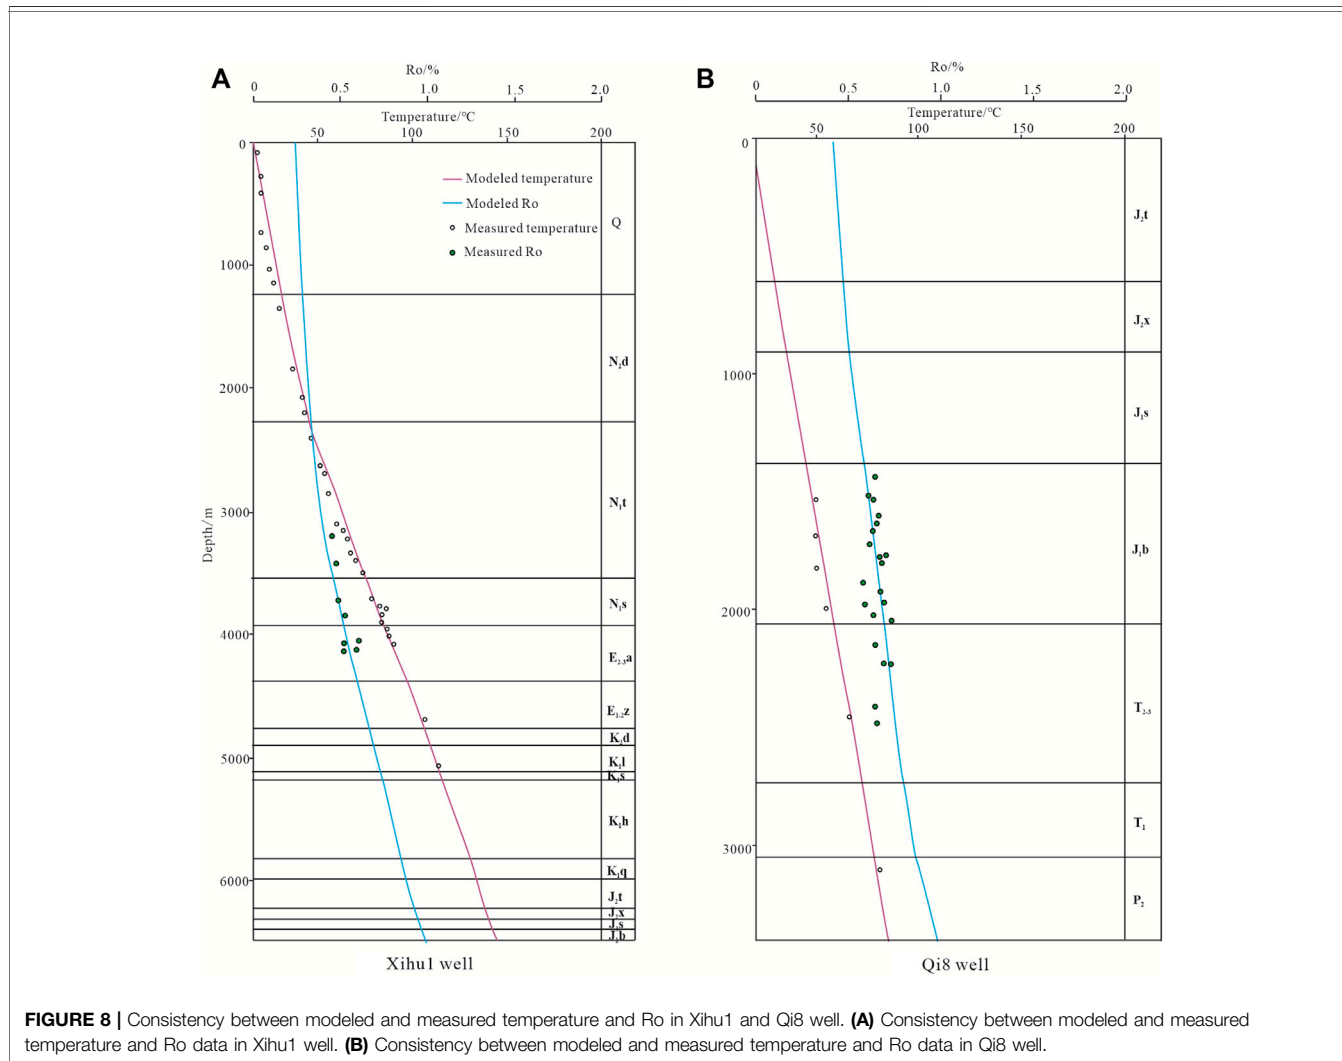 A
Ro/%
0 0.5 1.0 1.5 2.0
Temperature/℃
50 100 150 200
0
1000
2000
3000
4000
5000
6000
Depth/m
Modeled temperature
Modeled Ro
Measured temperature
Measured Ro
Q
N₂d
N₁t
N₁s
E₂₋₃a
E₁₋₂z
K₂d
K₁l
K₁s
K₁h
K₁q
J₂t
J₂x
J₁s
J₁b
Xihu1 well
B
Ro/%
0 0.5 1.0 1.5 2.0
Temperature/℃
50 100 150 200
0
1000
2000
3000
J₂t
J₂x
J₁s
J₁b
T₂₋₃
T₁
P₂
Qi8 well
FIGURE 8 | Consistency between modeled and measured temperature and Ro in Xihu1 and Qi8 well. (A) Consistency between modeled and measured
temperature and Ro data in Xihu1 well. (B) Consistency between modeled and measured temperature and Ro data in Qi8 well.